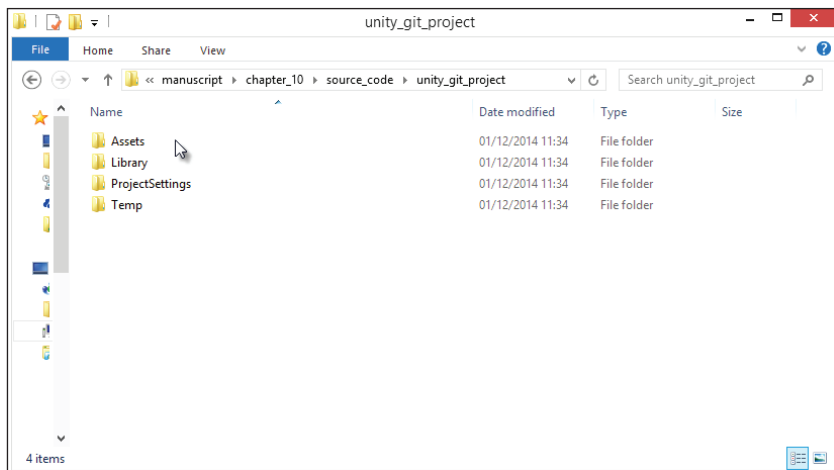 unity_git_project
File Home Share View
« manuscript chapter_10 source_code unity_git_project Search unity_git_project
Name Date modified Type Size
Assets 01/12/2014 11:34 File folder
Library 01/12/2014 11:34 File folder
ProjectSettings 01/12/2014 11:34 File folder
Temp 01/12/2014 11:34 File folder
4 items